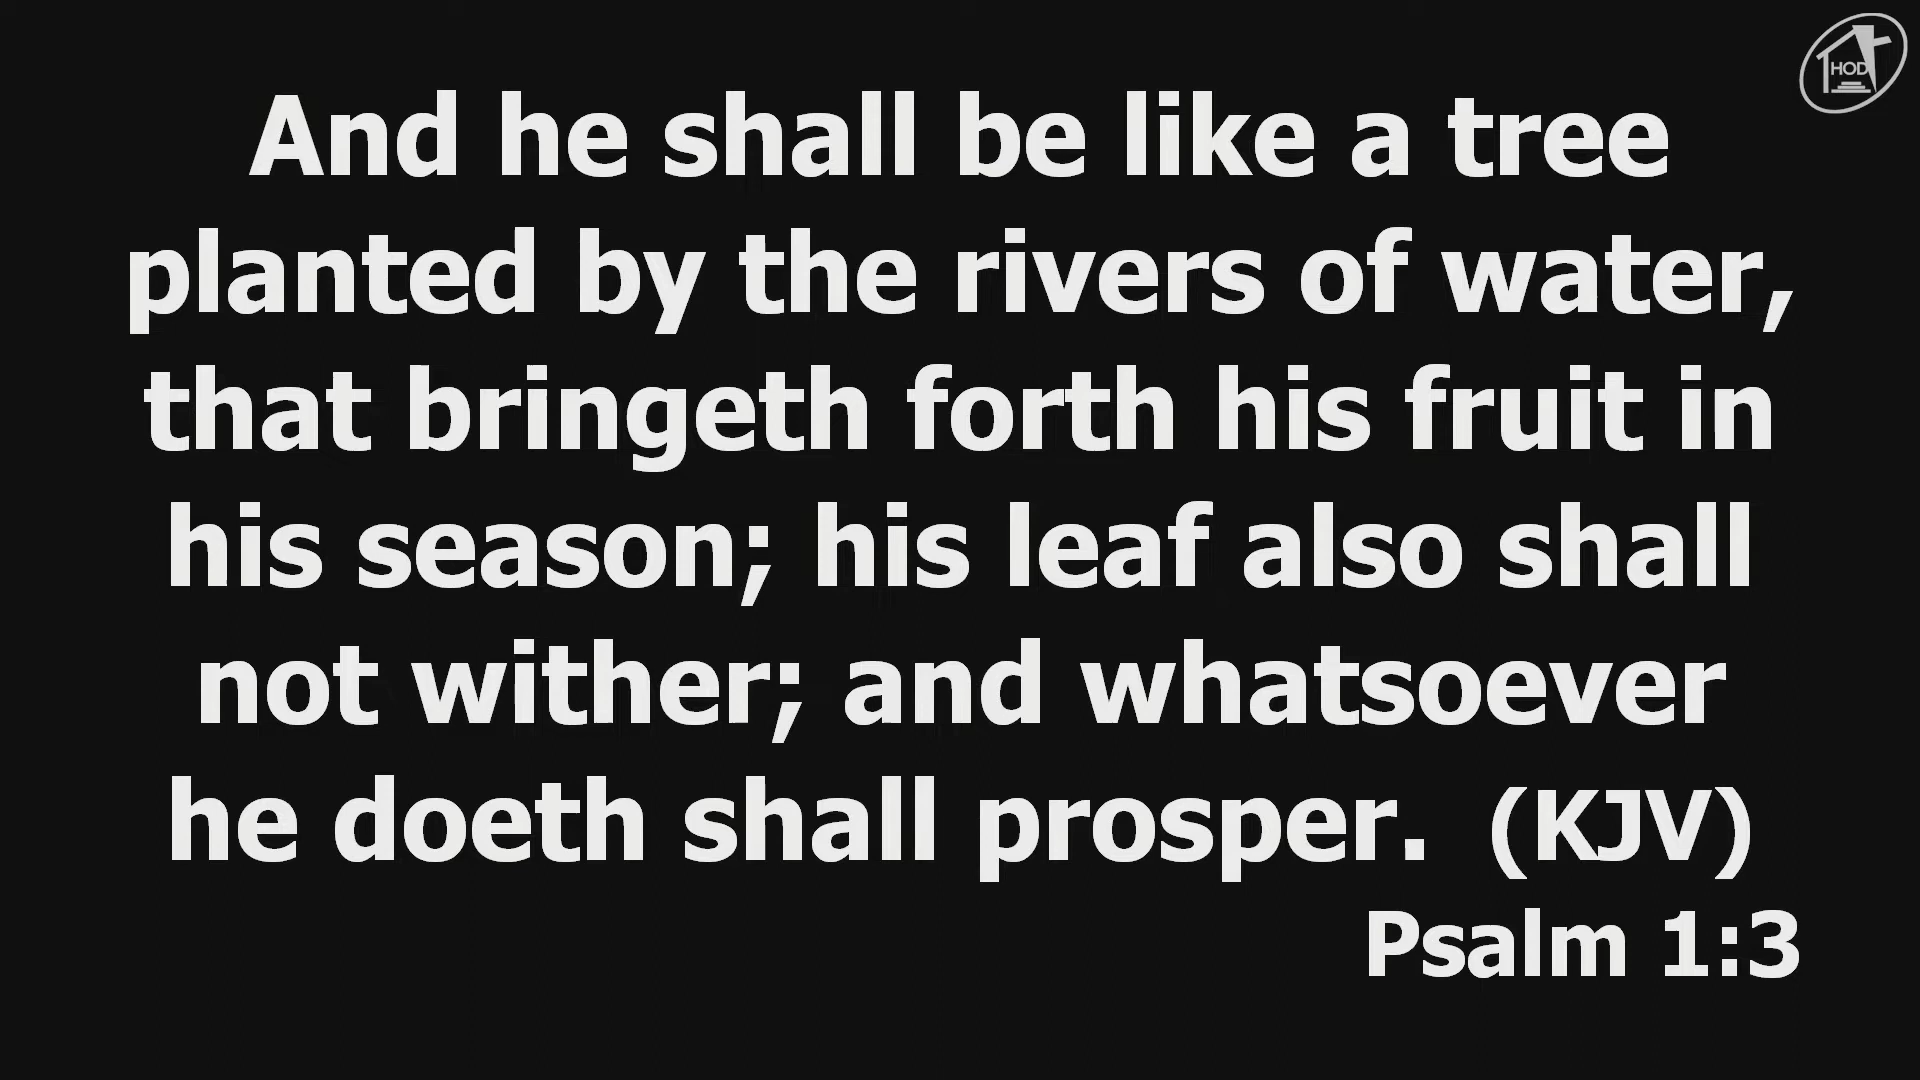 HOD
And he shall be like a tree
planted by the rivers of water,
that bringeth forth his fruit in
his season; his leaf also shall
not wither; and whatsoever
he doeth shall prosper.  (KJV)
Psalm 1:3